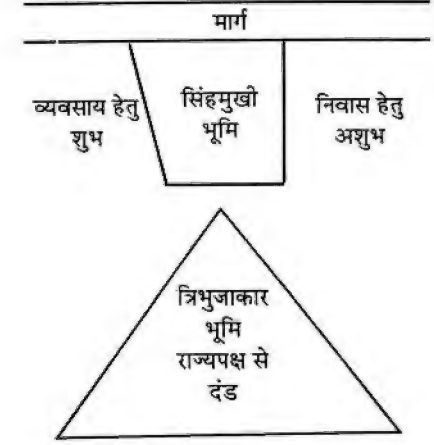 मार्ग
व्यवसाय हेतु
शुभ
सिंहमुखी
भूमि
निवास हेतु
अशुभ
त्रिभुजाकार
भूमि
राज्यपक्ष से
दंड